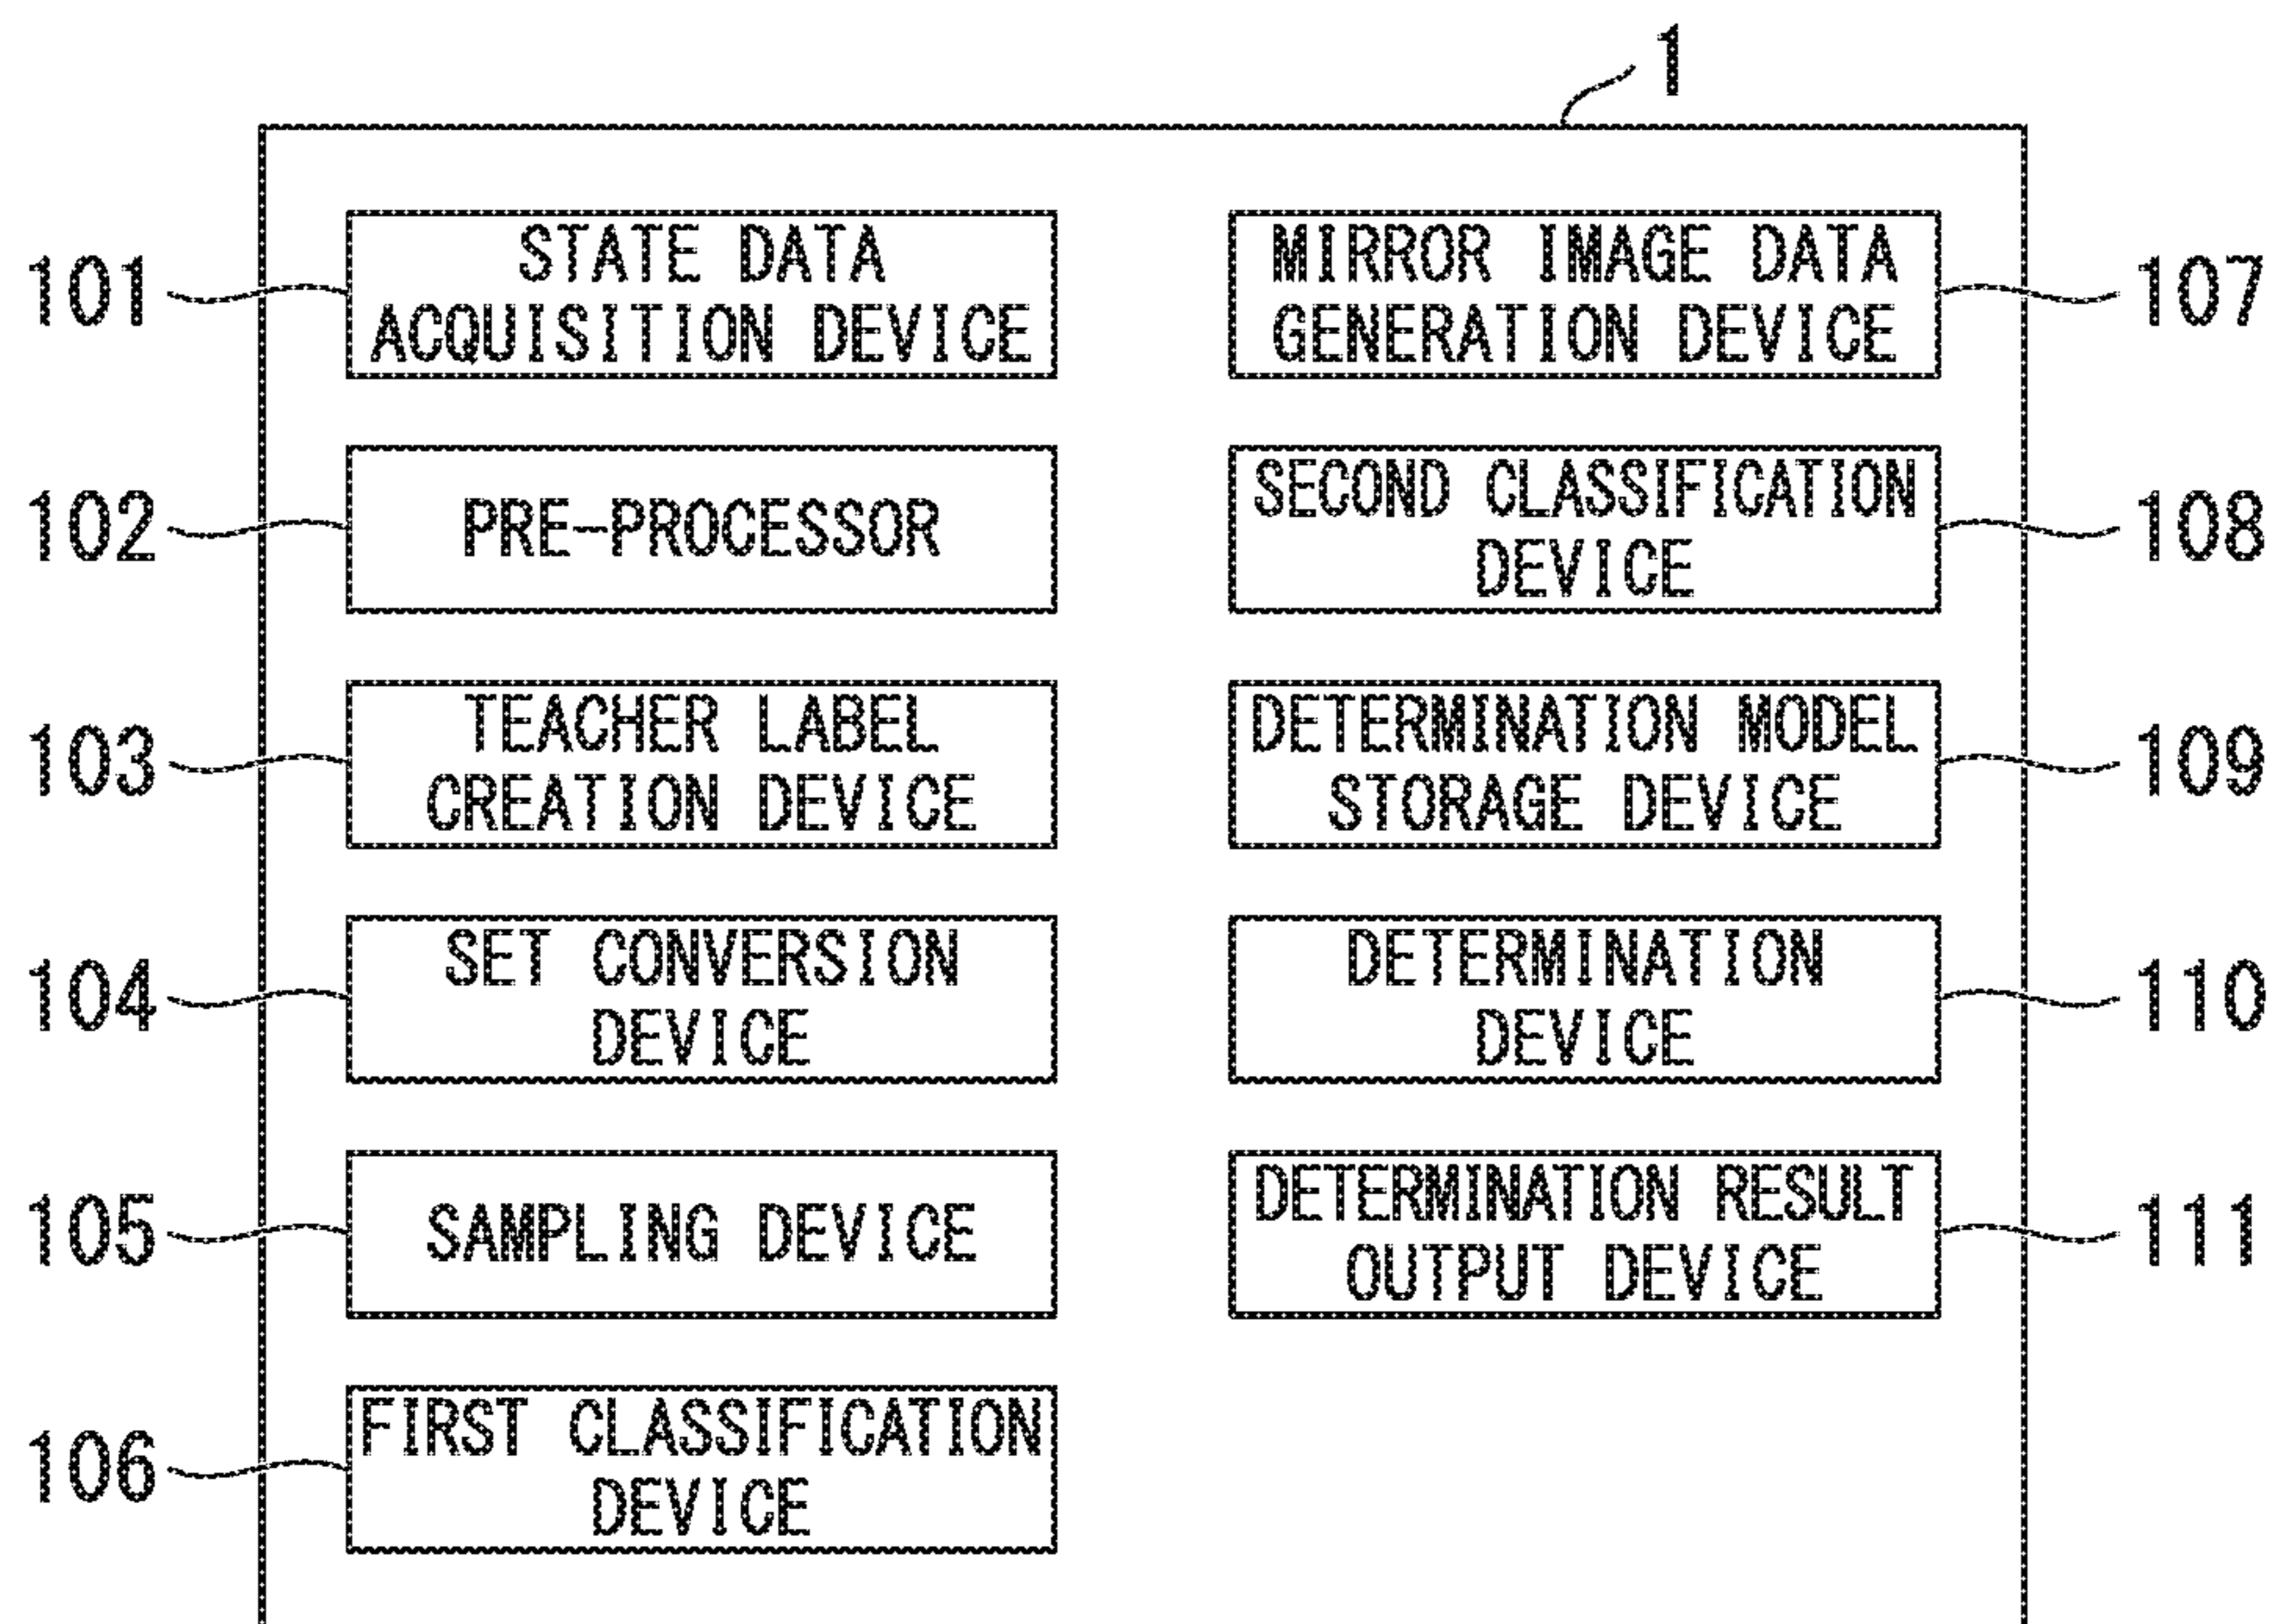 1
101
STATE DATA
ACQUISITION DEVICE
102
PRE-PROCESSOR
103
TEACHER LABEL
CREATION DEVICE
104
SET CONVERSION
DEVICE
105
SAMPLING DEVICE
106
FIRST CLASSIFICATION
DEVICE
MIRROR IMAGE DATA
GENERATION DEVICE
107
SECOND CLASSIFICATION
DEVICE
108
DETERMINATION MODEL
STORAGE DEVICE
109
DETERMINATION
DEVICE
110
DETERMINATION RESULT
OUTPUT DEVICE
111